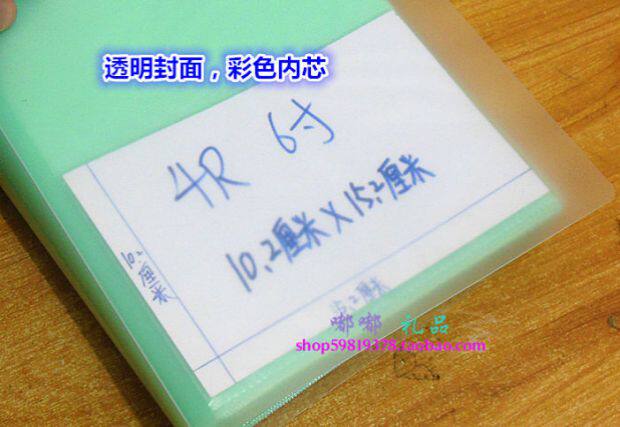 透明封面，彩色内芯
4R 6寸
10.2厘米X15.2厘米
10.2厘米
15.2厘米
嘟嘟 礼品
shop59819378.taobao.com